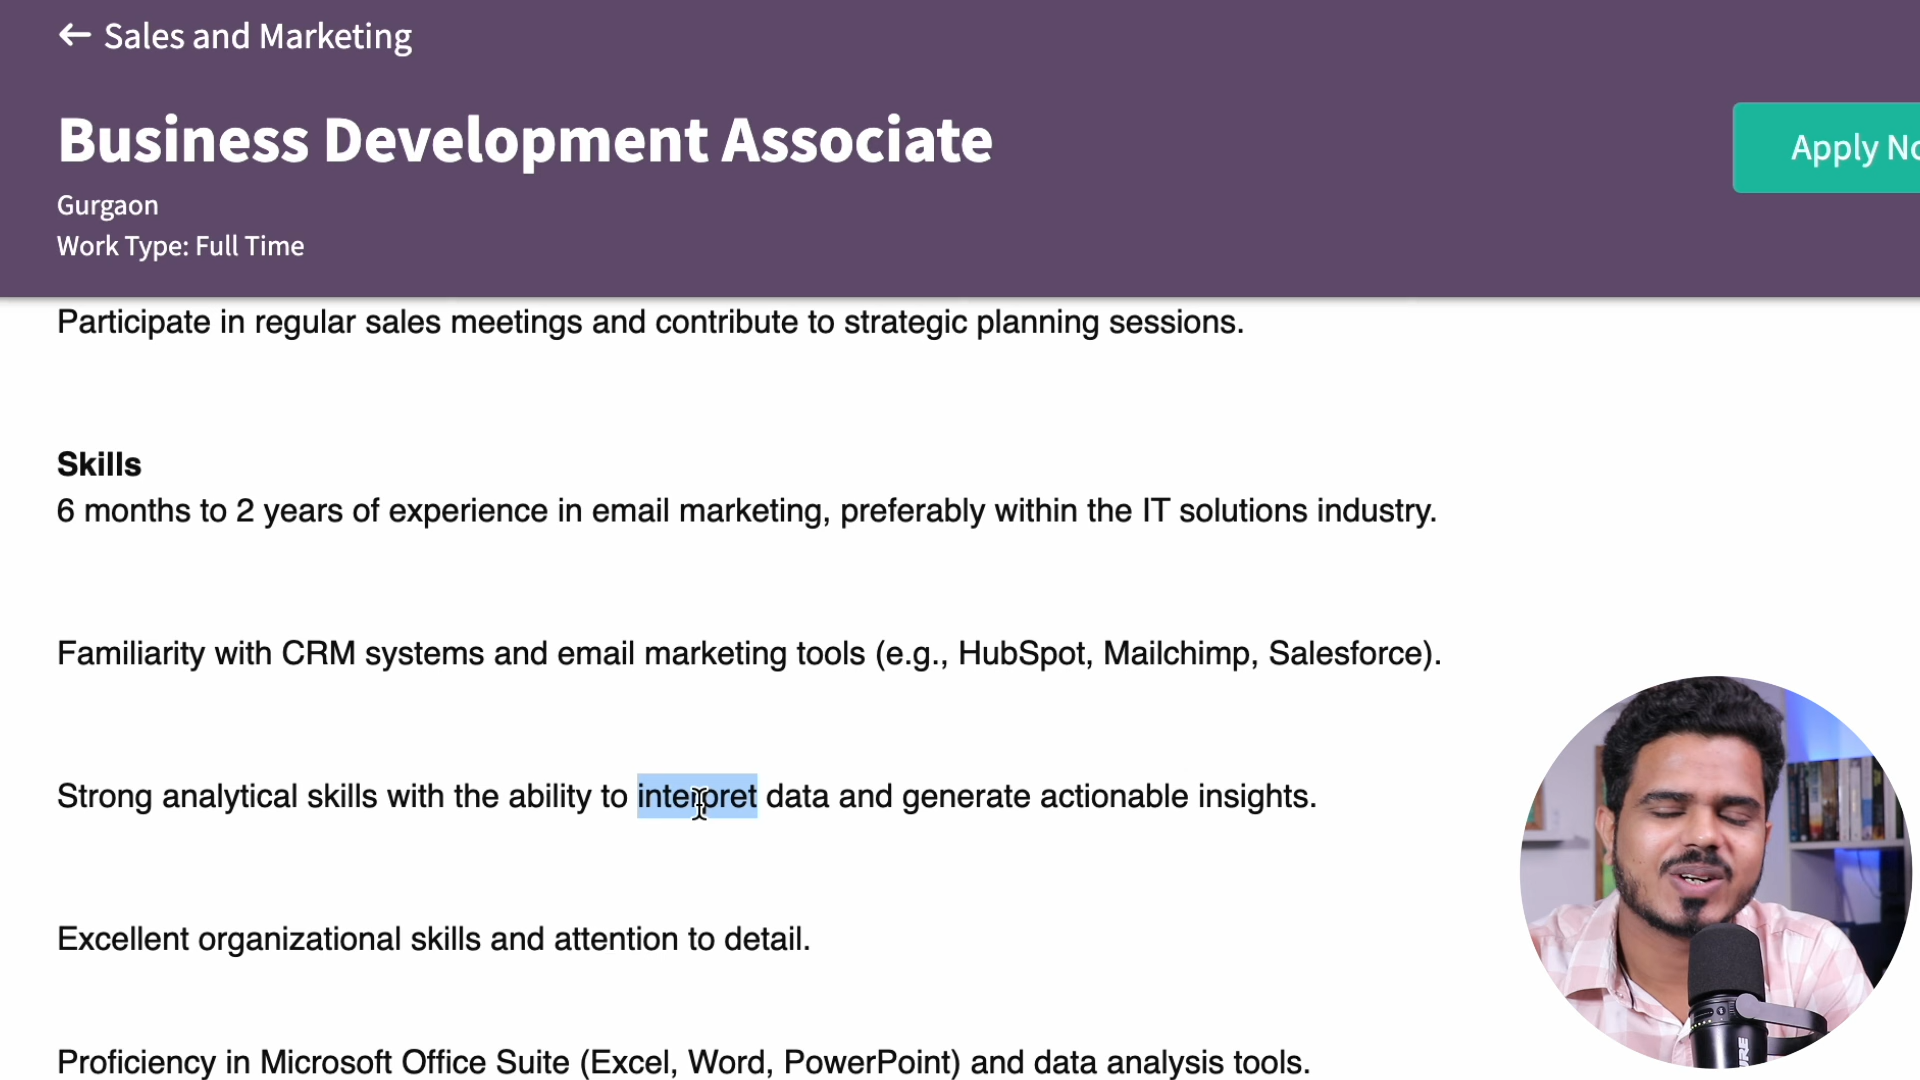 ← Sales and Marketing
Business Development Associate
Apply No
Gurgaon
Work Type: Full Time
Participate in regular sales meetings and contribute to strategic planning sessions.
Skills
6 months to 2 years of experience in email marketing, preferably within the IT solutions industry.
Familiarity with CRM systems and email marketing tools (e.g., HubSpot, Mailchimp, Salesforce).
Strong analytical skills with the ability to interpret data and generate actionable insights.
Excellent organizational skills and attention to detail.
Proficiency in Microsoft Office Suite (Excel, Word, PowerPoint) and data analysis tools.